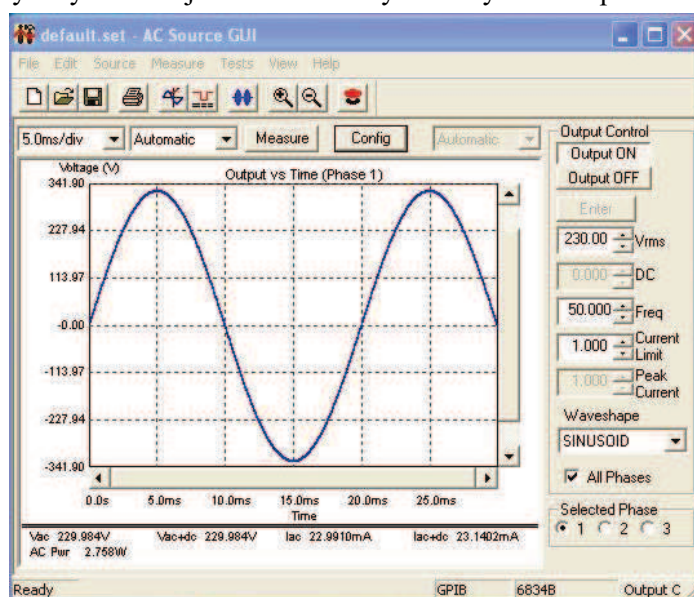 default.set - AC Source GUI
File Edit Source Measure Tests View Help
5.0ms/div Automatic Measure Config Automatic
Output vs Time (Phase 1)
Voltage (V)
341.90
227.94
113.97
-0.00
-113.97
-227.94
-341.90
0.0s 5.0ms 10.0ms 15.0ms 20.0ms 25.0ms
Time
Vac 229.984V Vac+dc 229.984V Iac 22.9910mA Iac+dc 23.1402mA
AC Pwr 2.758W
Output Control
Output ON
Output OFF
Enter
230.00 Vrms
0.000 DC
50.000 Freq
1.000 Current Limit
1.000 Peak Current
Waveshape
SINUSOID
All Phases
Selected Phase
1 2 3
Ready GPIB 6834B Output C